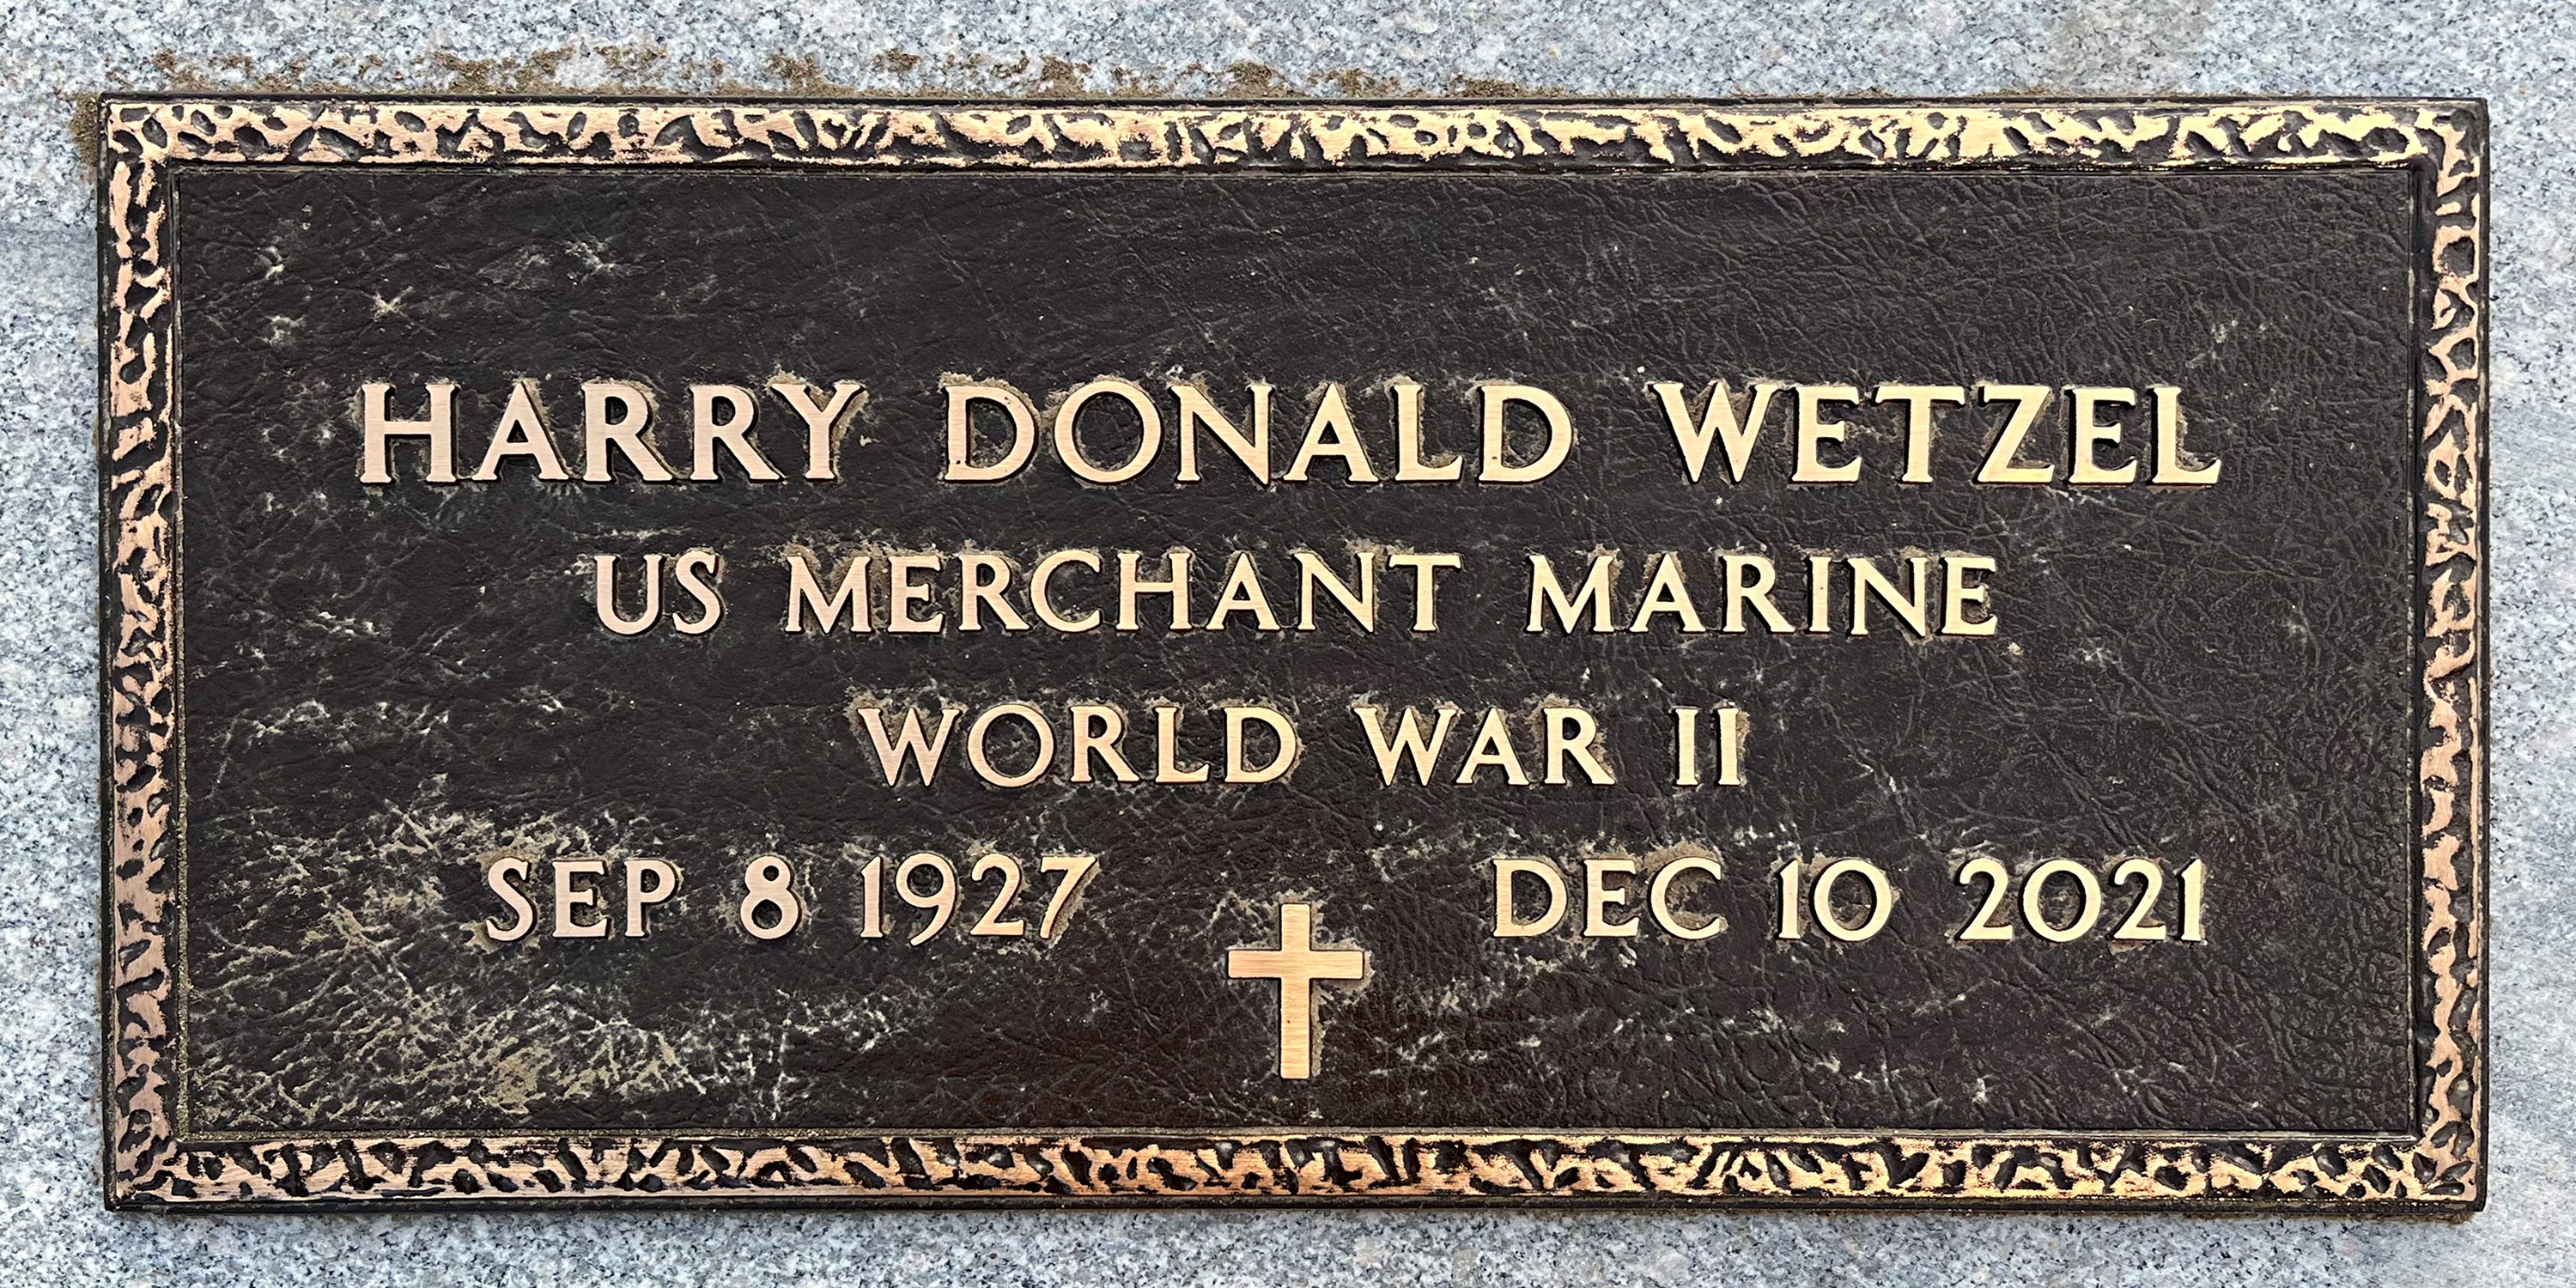 HARRY DONALD WETZEL
US MERCHANT MARINE
WORLD WAR II
SEP 8 1927 DEC 10 2021